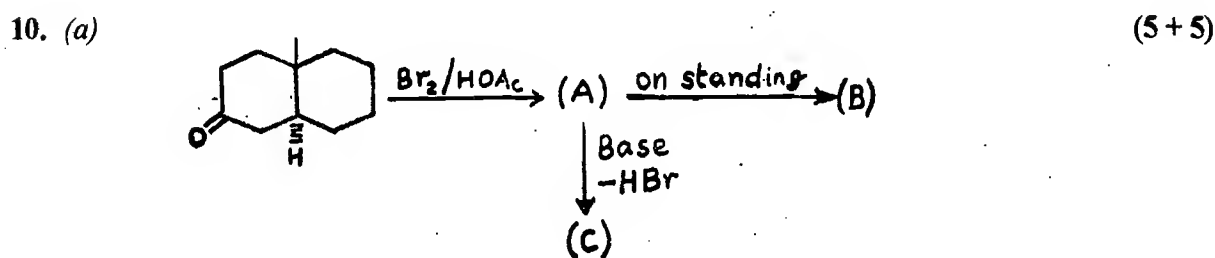 10. (a) (5 + 5)
Br₂/HOAc (A) on standing (B)
O H Base
-HBr
(C)